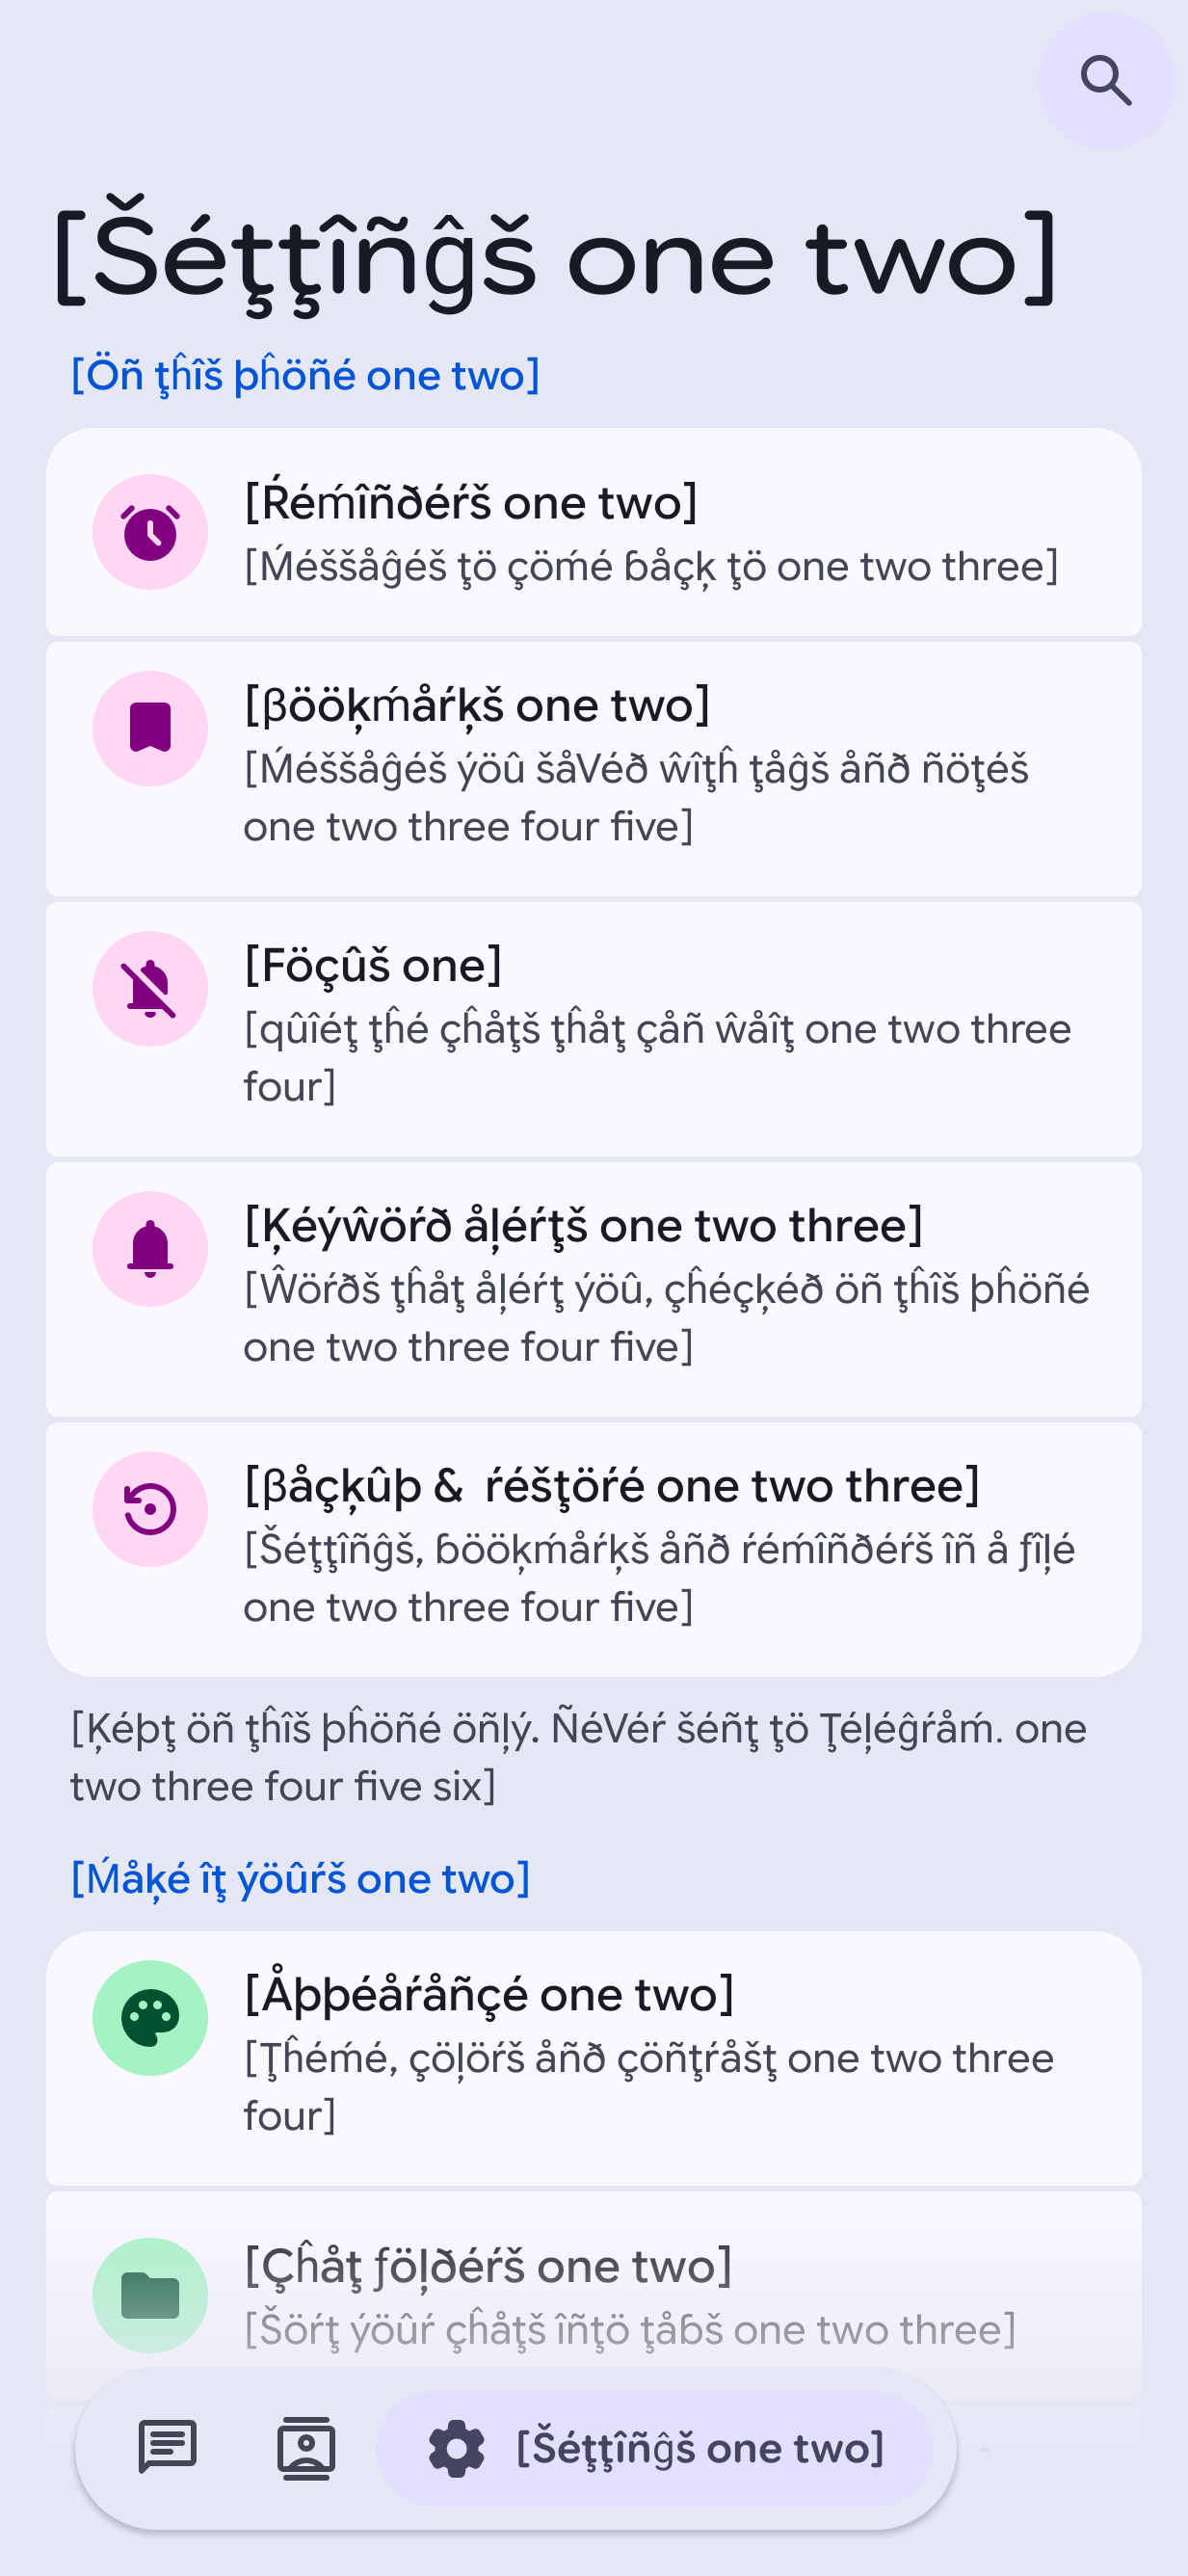 [Šéţţîñĝš one two]
[Öñ ţĥîš þĥöñé one two]
[Ŕéḿîñðéŕš one two]
[Ḿéššåĝéš ţö çöḿé ƃåçķ ţö one two three]
[βööķḿåŕķš one two]
[Ḿéššåĝéš ýöû šåVéð ŵîţĥ ţåĝš åñð ñöţéš
one two three four five]
[Föçûš one]
[qûîéţ ţĥé çĥåţš ţĥåţ çåñ ŵåîţ one two three
four]
[Ķéýŵöŕð åļéŕţš one two three]
[Ŵöŕðš ţĥåţ åļéŕţ ýöû, çĥéçķéð öñ ţĥîš þĥöñé
one two three four five]
[βåçķûþ &  ŕéšţöŕé one two three]
[Šéţţîñĝš, ƃööķḿåŕķš åñð ŕéḿîñðéŕš îñ å ƒîļé
one two three four five]
[Ķéþţ öñ ţĥîš þĥöñé öñļý. ÑéVéŕ šéñţ ţö Ţéļéĝŕåḿ. one
two three four five six]
[Ḿåķé îţ ýöûŕš one two]
[Åþþéåŕåñçé one two]
[Ţĥéḿé, çöļöŕš åñð çöñţŕåšţ one two three
four]
[Çĥåţ ƒöļðéŕš one two]
[Šöŕţ ýöûŕ çĥåţš îñţö ţåƃš one two three]
[Šéţţîñĝš one two]